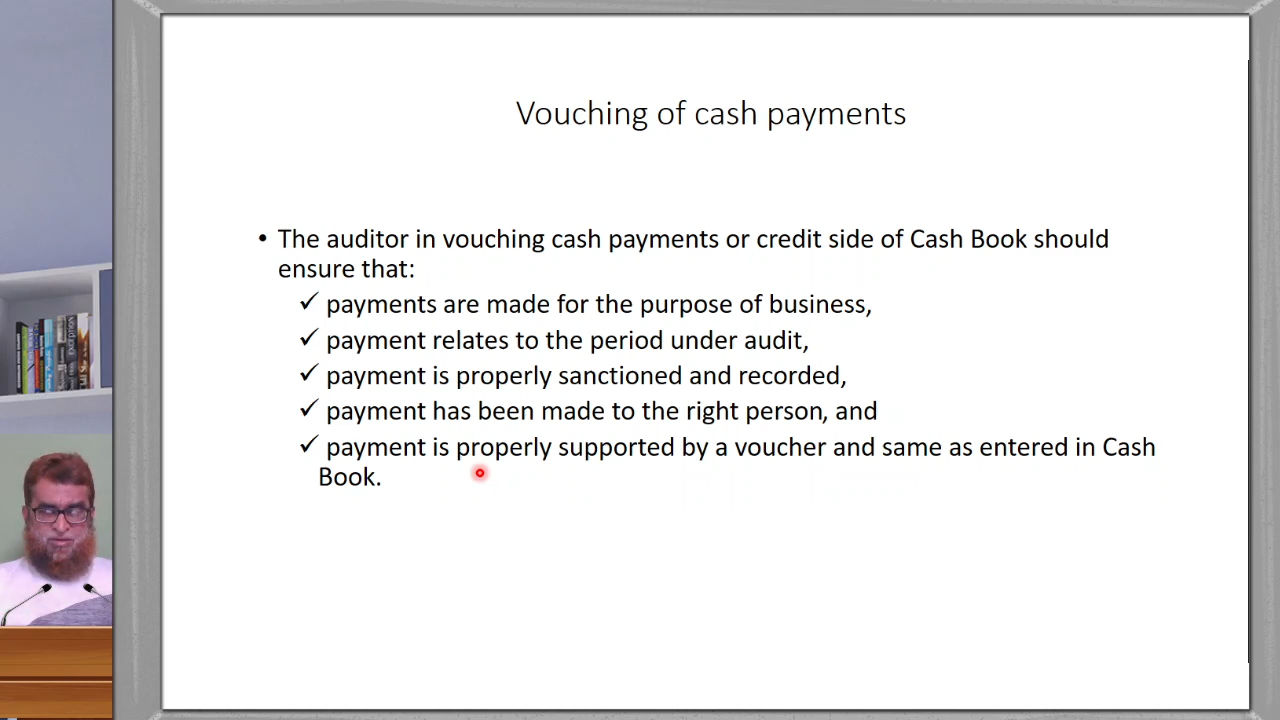 Vouching of cash payments
• The auditor in vouching cash payments or credit side of Cash Book should
ensure that:
✓ payments are made for the purpose of business,
✓ payment relates to the period under audit,
✓ payment is properly sanctioned and recorded,
✓ payment has been made to the right person, and
✓ payment is properly supported by a voucher and same as entered in Cash
Book.